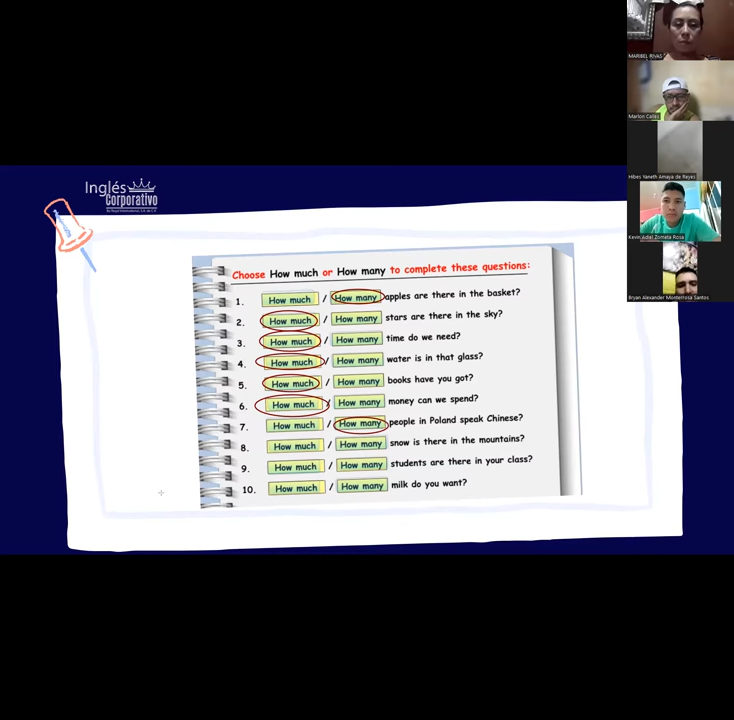 MARIBEL RIVAS
Marlon Calles
Hibes Yaneth Amaya de Reyes
Kevin Adiel Zometa Rosa
Bryan Alexander Monterrosa Santos
Inglés
Corporativo
Choose How much or How many to complete these questions:
1. How much / How many apples are there in the basket?
2. How much / How many stars are there in the sky?
3. How much / How many time do we need?
4. How much / How many water is in that glass?
5. How much / How many books have you got?
6. How much / How many money can we spend?
7. How much / How many people in Poland speak Chinese?
8. How much / How many snow is there in the mountains?
9. How much / How many students are there in your class?
10. How much / How many milk do you want?